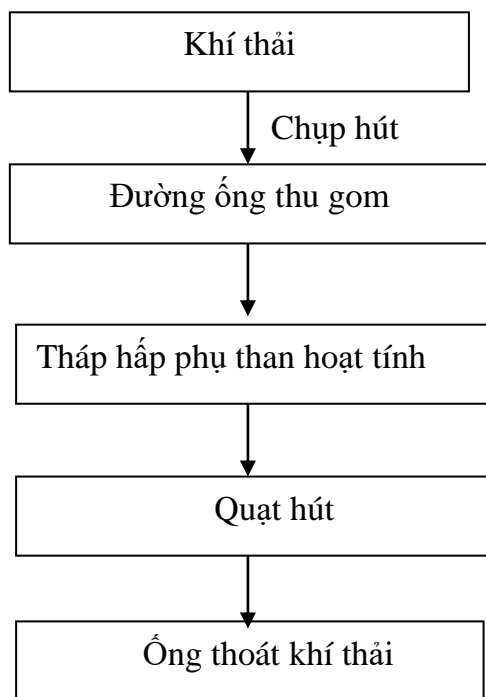 Khí thải
Chụp hút
Đường ống thu gom
Tháp hấp phụ than hoạt tính
Quạt hút
Ống thoát khí thải